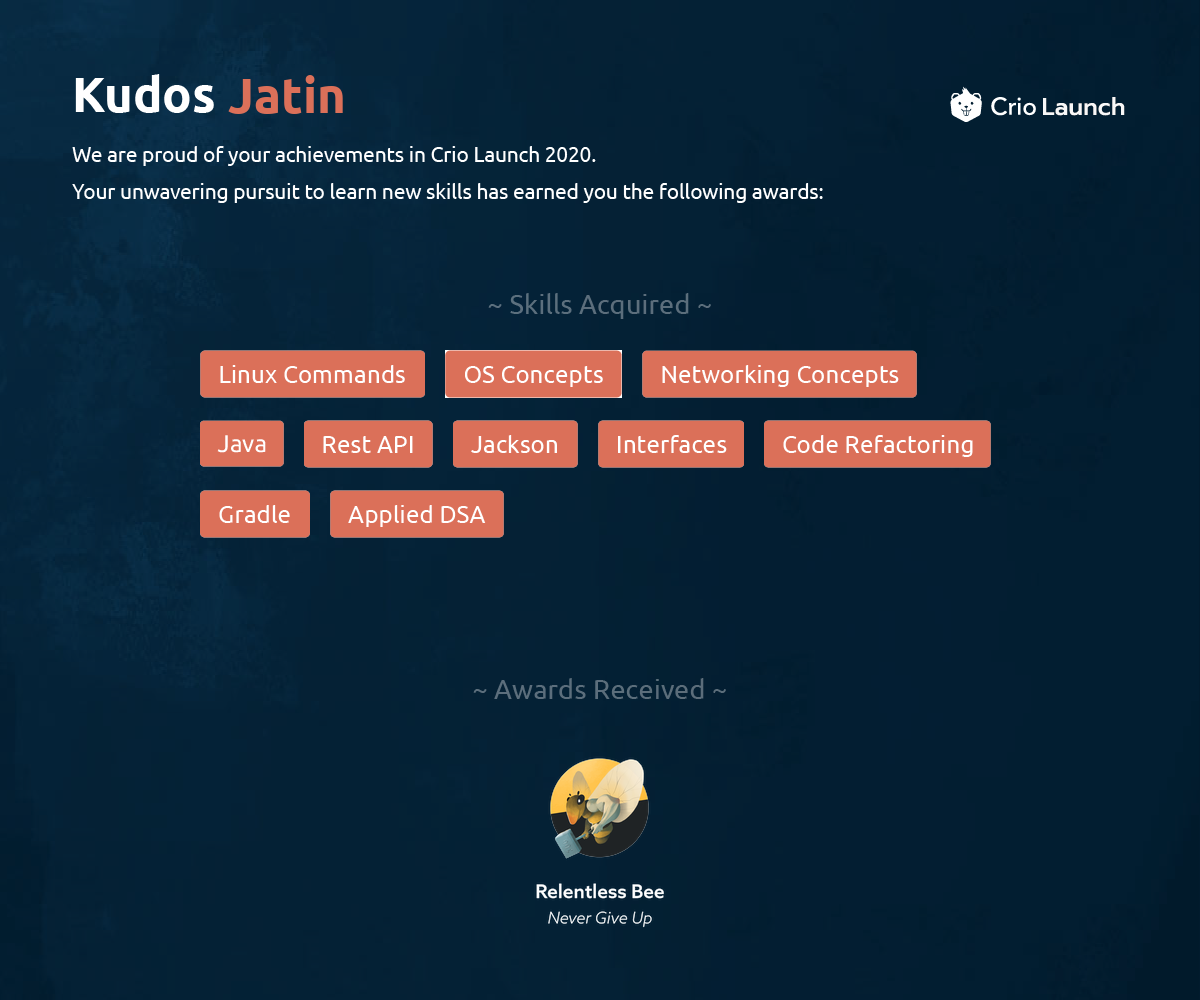 Kudos Jatin
Crio Launch
We are proud of your achievements in Crio Launch 2020.
Your unwavering pursuit to learn new skills has earned you the following awards:
~ Skills Acquired ~
Linux Commands OS Concepts Networking Concepts
Java Rest API Jackson Interfaces Code Refactoring
Gradle Applied DSA
~ Awards Received ~
Relentless Bee
Never Give Up